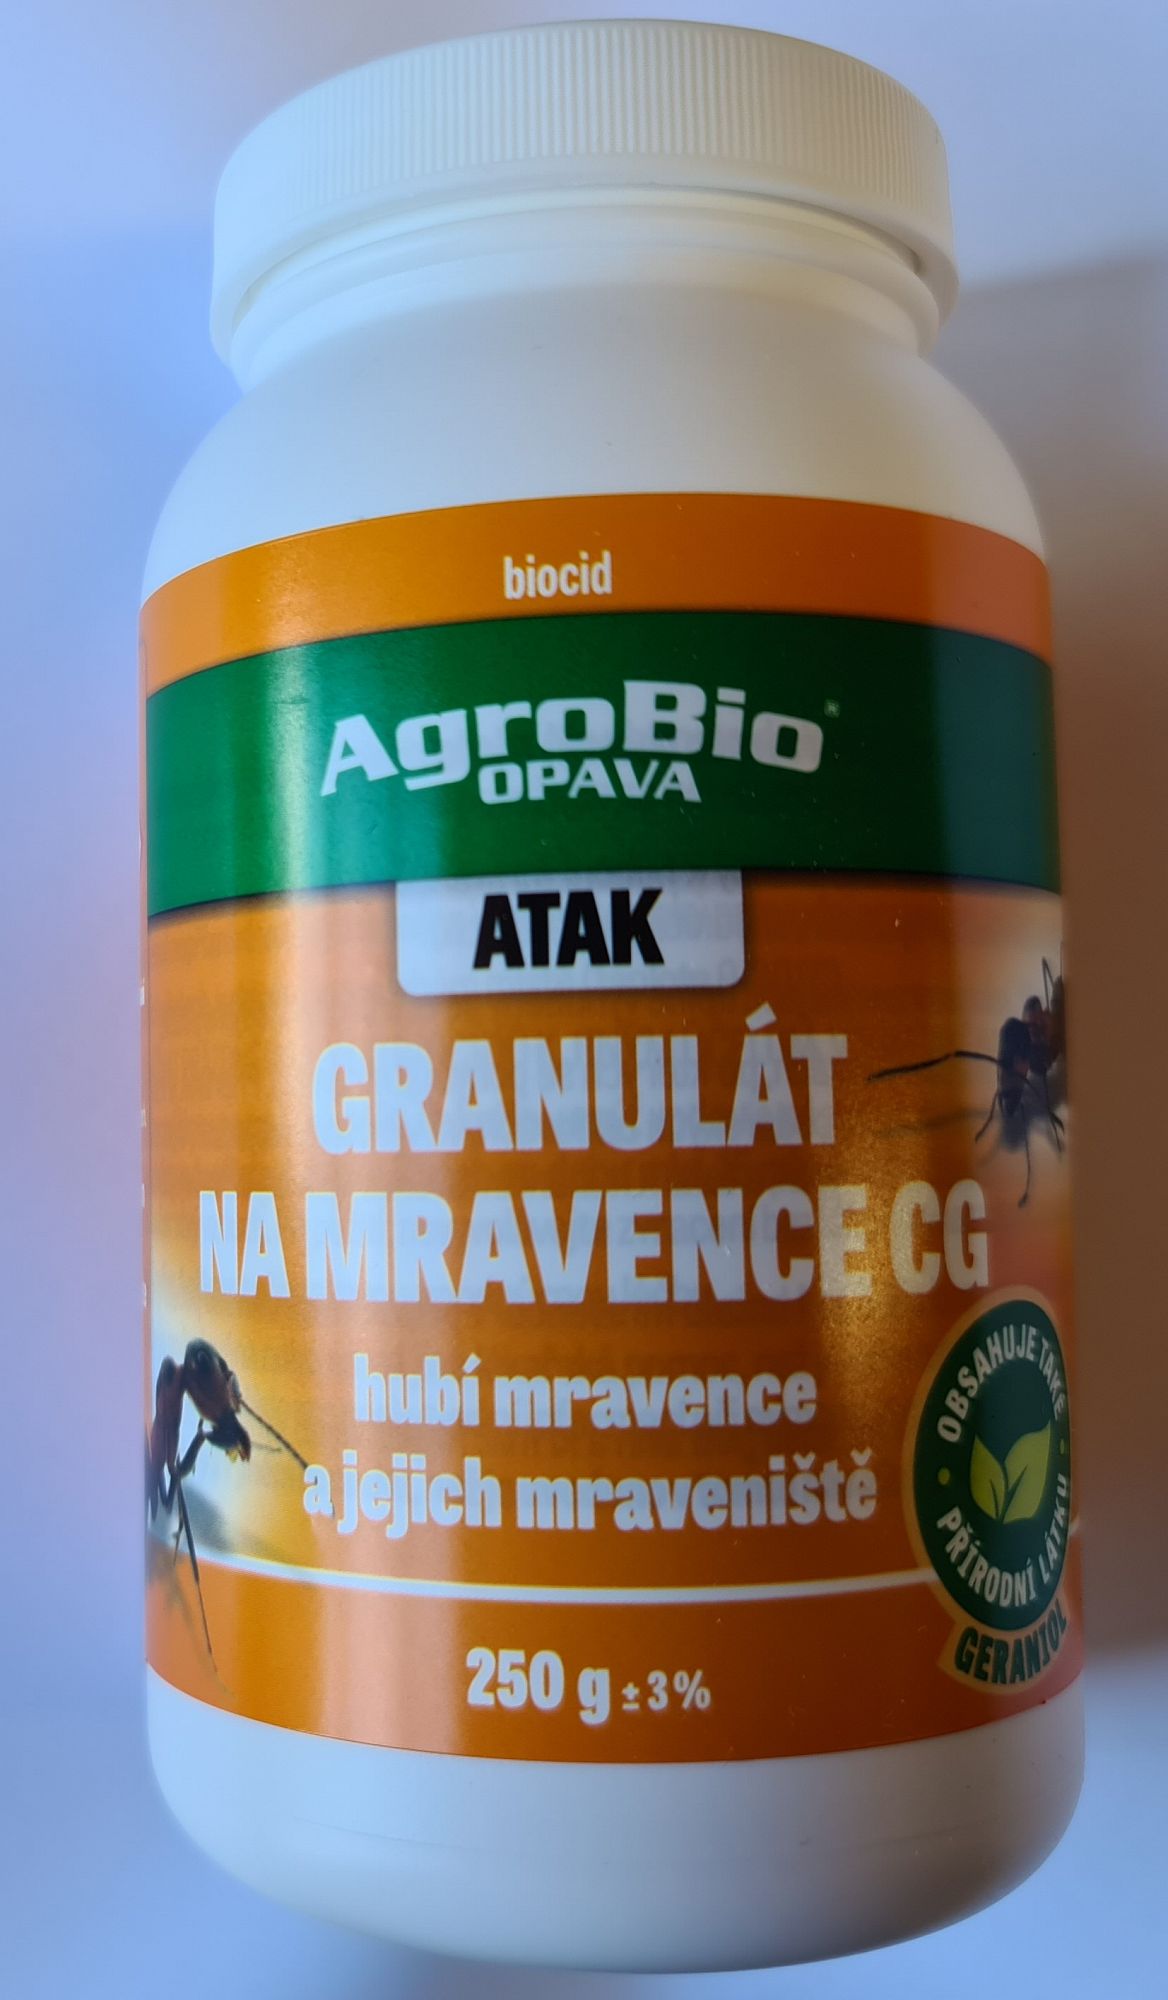 biocid
AgroBio®
OPAVA
ATAK
GRANULÁT
NA MRAVENCE CG
hubí mravence
a jejich mraveniště
OBSAHUJE TAKÉ
PŘÍRODNÍ LÁTKU
GERANIOL
250 g ± 3%